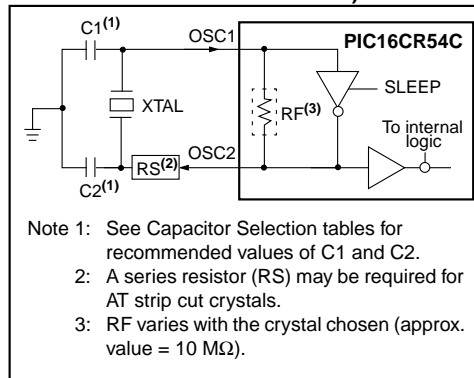 C1(1)
OSC1
PIC16CR54C
SLEEP
XTAL
RF(3)
To internal
logic
OSC2
RS(2)
C2(1)
Note 1: See Capacitor Selection tables for
recommended values of C1 and C2.
2: A series resistor (RS) may be required for
AT strip cut crystals.
3: RF varies with the crystal chosen (approx.
value = 10 MΩ).